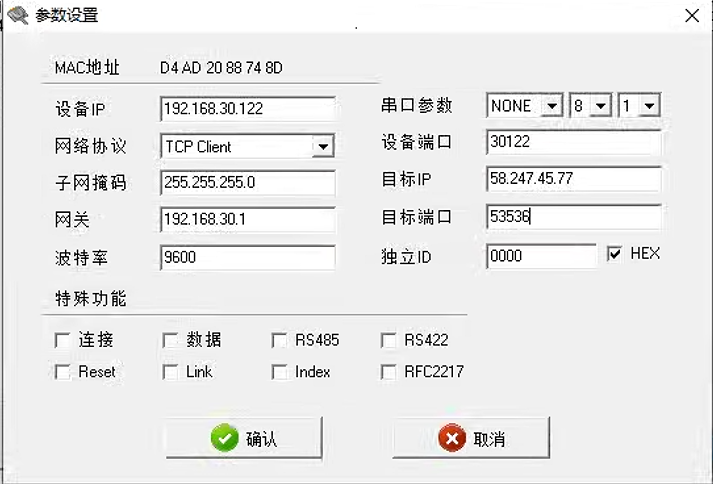 参数设置
MAC地址 D4 AD 20 88 74 8D
设备IP 192.168.30.122 串口参数 NONE 8 1
网络协议 TCP Client 设备端口 30122
子网掩码 255.255.255.0 目标IP 58.247.45.77
网关 192.168.30.1 目标端口 53536
波特率 9600 独立ID 0000 HEX
特殊功能
连接 数据 RS485 RS422
Reset Link Index RFC2217
确认 取消